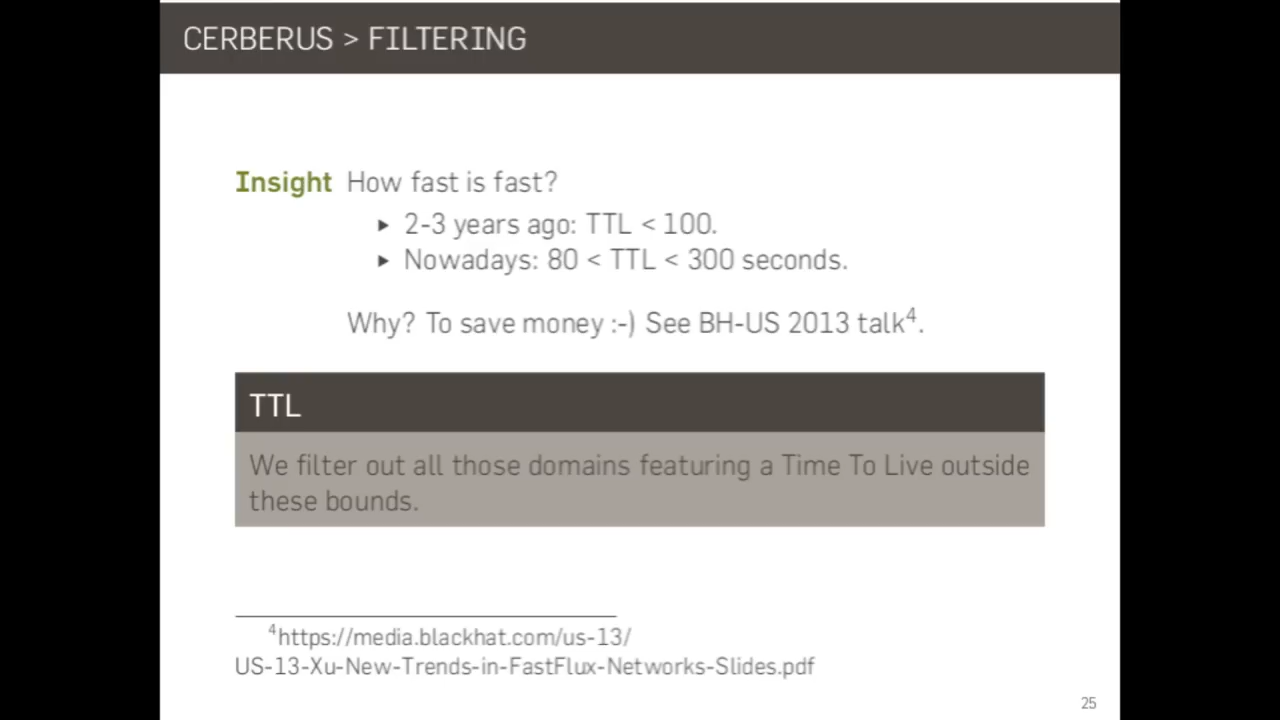 CERBERUS > FILTERING
Insight How fast is fast?
▸ 2-3 years ago: TTL < 100.
▸ Nowadays: 80 < TTL < 300 seconds.
Why? To save money :-) See BH-US 2013 talk⁴.
TTL
We filter out all those domains featuring a Time To Live outside
these bounds.
⁴https://media.blackhat.com/us-13/
US-13-Xu-New-Trends-in-FastFlux-Networks-Slides.pdf
25